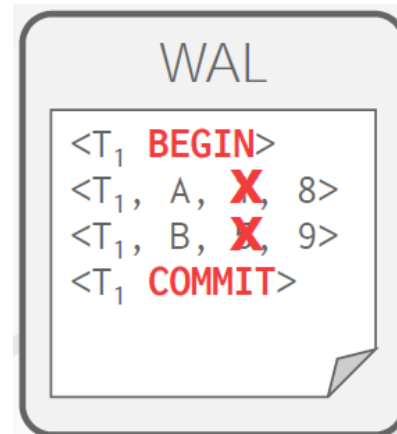 WAL
<T₁ BEGIN>
<T₁, A, X, 8>
<T₁, B, X, 9>
<T₁ COMMIT>